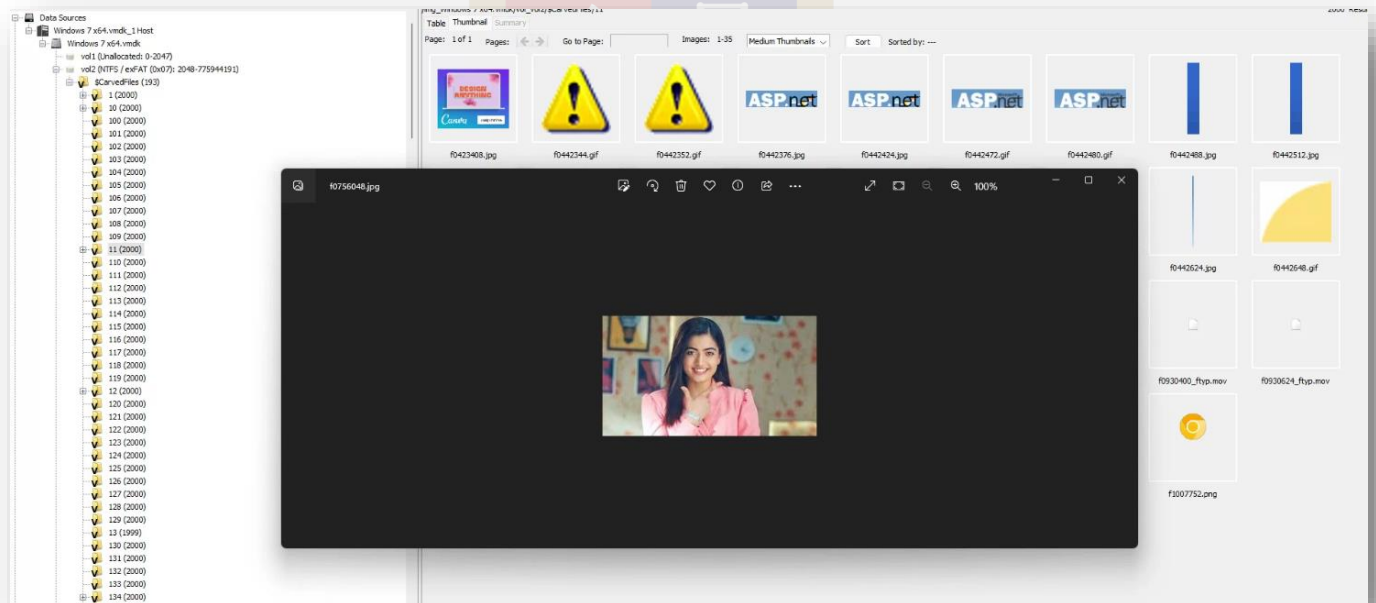 Data Sources
Windows 7 x64.vmdk_1 Host
Windows 7 x64.vmdk
vol1 (Unallocated: 0-2047)
vol2 (NTFS / exFAT (0x07): 2048-775944191)
$CarvedFiles (193)
1 (2000)
10 (2000)
100 (2000)
101 (2000)
102 (2000)
103 (2000)
104 (2000)
105 (2000)
106 (2000)
107 (2000)
108 (2000)
109 (2000)
11 (2000)
110 (2000)
111 (2000)
112 (2000)
113 (2000)
114 (2000)
115 (2000)
116 (2000)
117 (2000)
118 (2000)
119 (2000)
12 (2000)
120 (2000)
121 (2000)
122 (2000)
123 (2000)
124 (2000)
125 (2000)
126 (2000)
127 (2000)
128 (2000)
129 (2000)
13 (1999)
130 (2000)
131 (2000)
132 (2000)
133 (2000)
134 (2000)
Table Thumbnail Summary
Page: 1 of 1 Pages: Go to Page: Images: 1-35 Medium Thumbnails Sort Sorted by: ---
DESIGN
ANYTHING
Canva
ASP.net ASP.net ASP.net ASP.net
f0423408.jpg f0442344.gif f0442352.gif f0442376.jpg f0442424.jpg f0442472.gif f0442480.gif f0442488.jpg f0442512.jpg
f0756048.jpg 100%
f0442624.jpg f0442648.gif
f0930400_ftyp.mov f0930624_ftyp.mov
f1007752.png